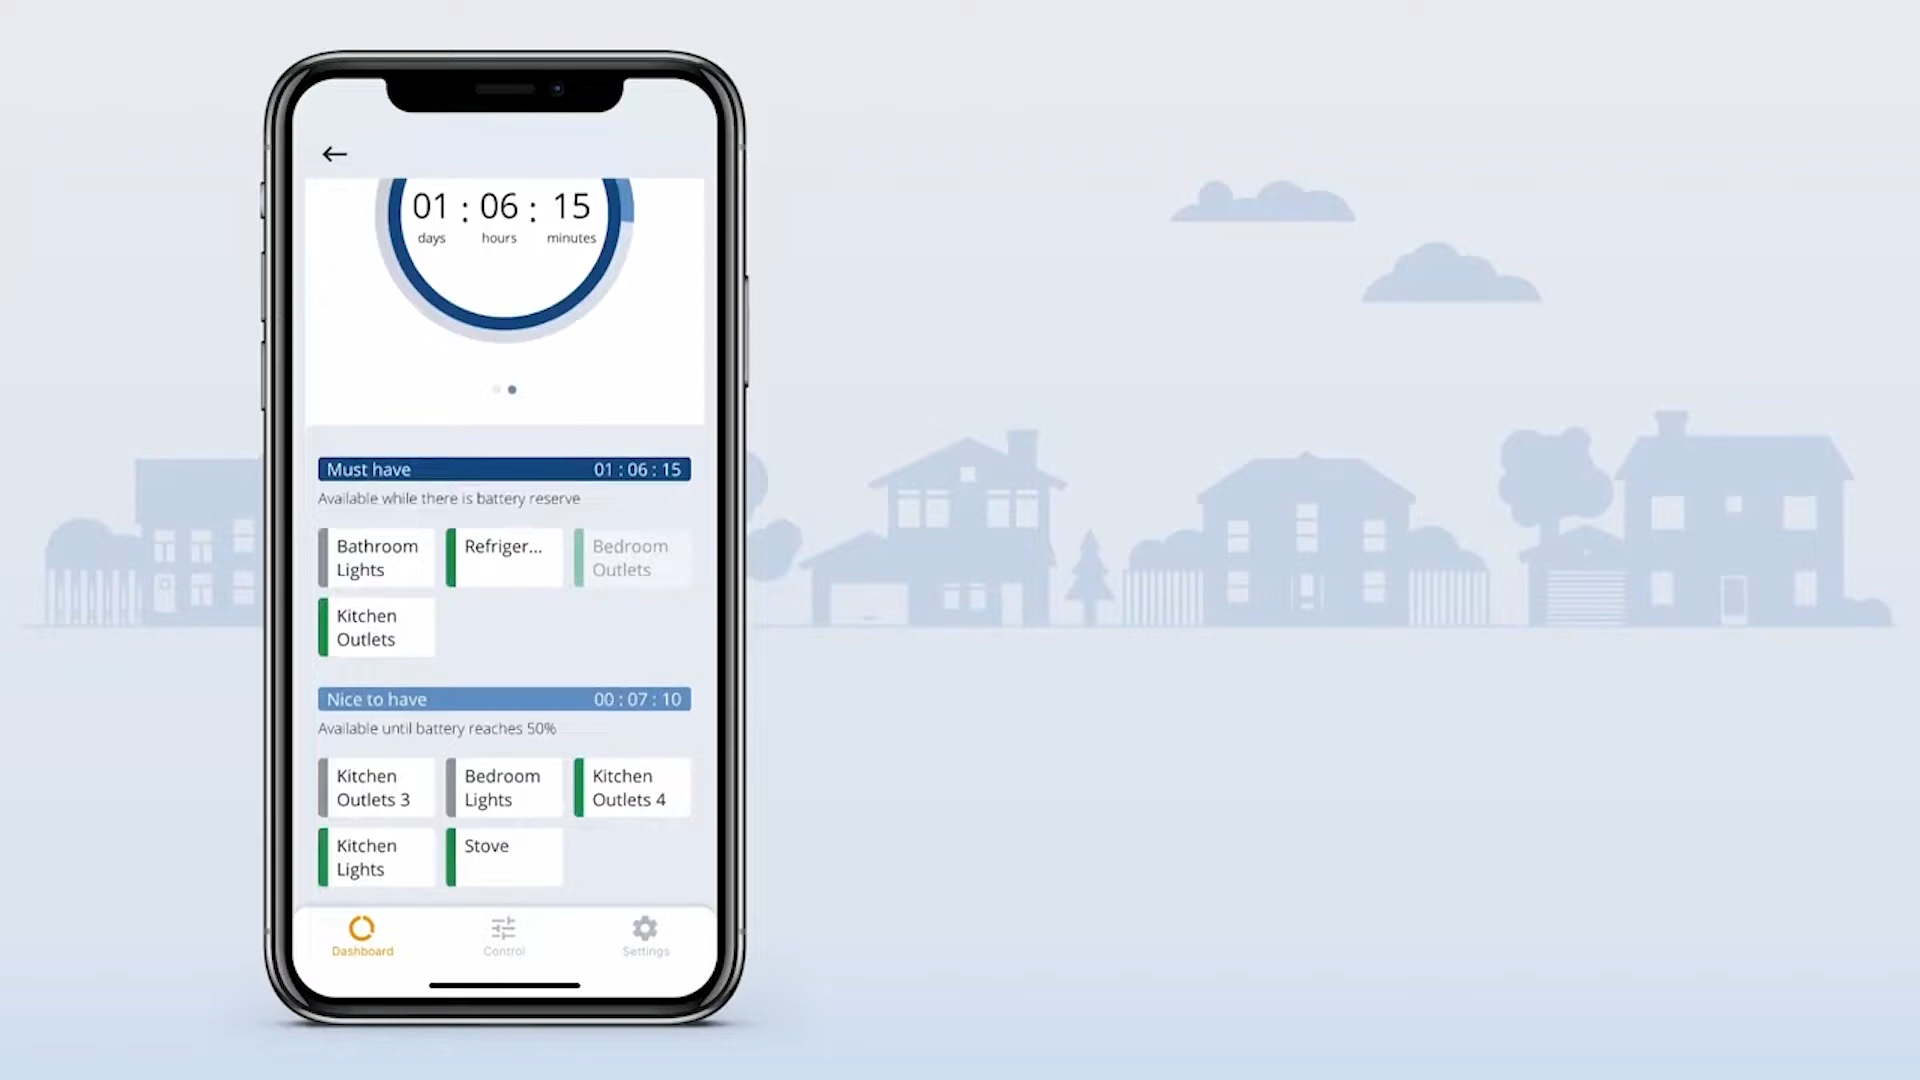 01 : 06 : 15
days hours minutes
Must have 01 : 06 : 15
Available while there is battery reserve
Bathroom
Lights
Refriger...
Bedroom
Outlets
Kitchen
Outlets
Nice to have 00 : 07 : 10
Available until battery reaches 50%
Kitchen
Outlets 3
Bedroom
Lights
Kitchen
Outlets 4
Kitchen
Lights
Stove
Dashboard Control Settings